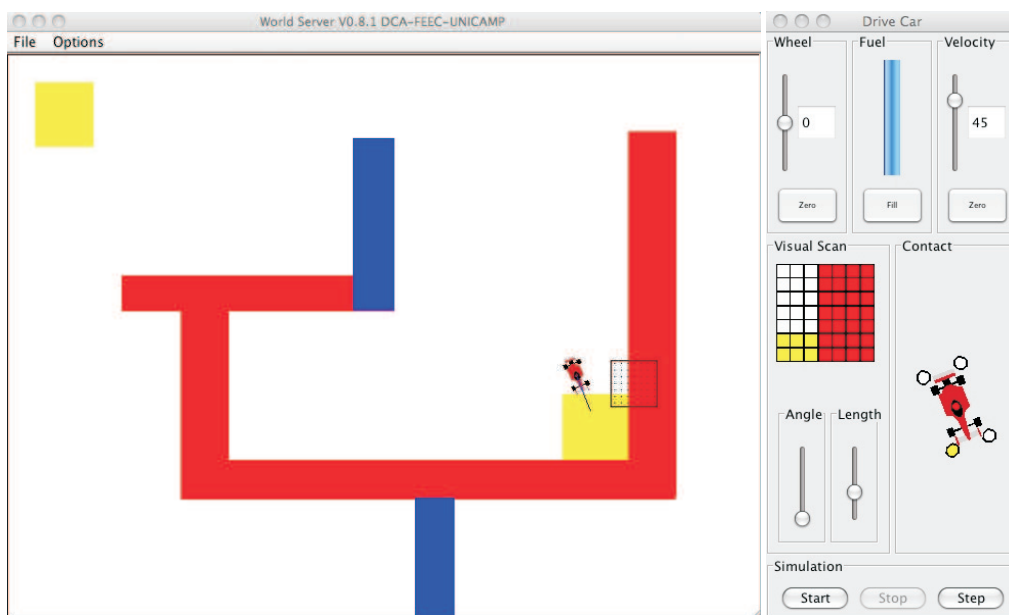 World Server V0.8.1 DCA-FEEC-UNICAMP
File Options
Drive Car
Wheel Fuel Velocity
0 45
Zero Fill Zero
Visual Scan Contact
Angle Length
Simulation
Start Stop Step